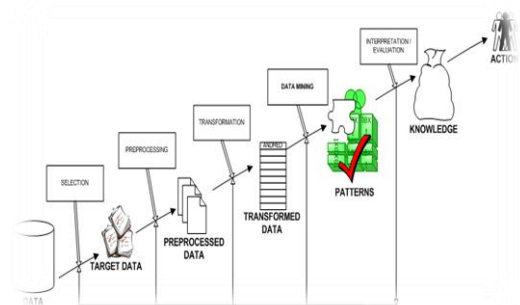 ACTION
INTERPRETATION/
EVALUATION
KNOWLEDGE
DATA MINING
PATTERNS
TRANSFORMATION
TRANSFORMED
DATA
PREPROCESSING
PREPROCESSED
DATA
SELECTION
TARGET DATA
DATA